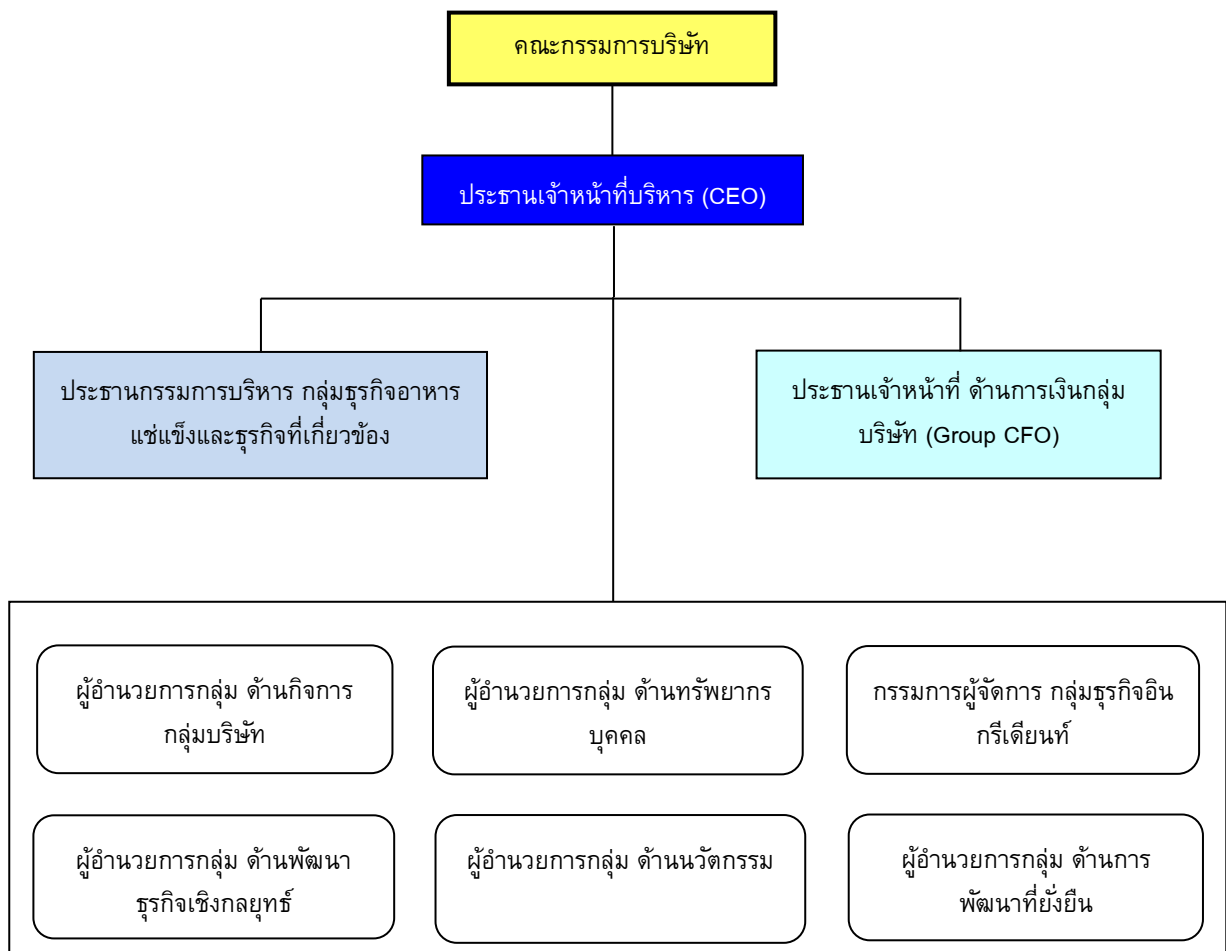 คณะกรรมการบริษัท
ประธานเจ้าหน้าที่บริหาร (CEO)
ประธานกรรมการบริหาร กลุ่มธุรกิจอาหาร
แช่แข็งและธุรกิจที่เกี่ยวข้อง
ประธานเจ้าหน้าที่ ด้านการเงินกลุ่ม
บริษัท (Group CFO)
ผู้อำนวยการกลุ่ม ด้านกิจการ
กลุ่มบริษัท
ผู้อำนวยการกลุ่ม ด้านทรัพยากร
บุคคล
กรรมการผู้จัดการ กลุ่มธุรกิจอิน
กรีเดียนท์
ผู้อำนวยการกลุ่ม ด้านพัฒนา
ธุรกิจเชิงกลยุทธ์
ผู้อำนวยการกลุ่ม ด้านนวัตกรรม
ผู้อำนวยการกลุ่ม ด้านการ
พัฒนาที่ยั่งยืน